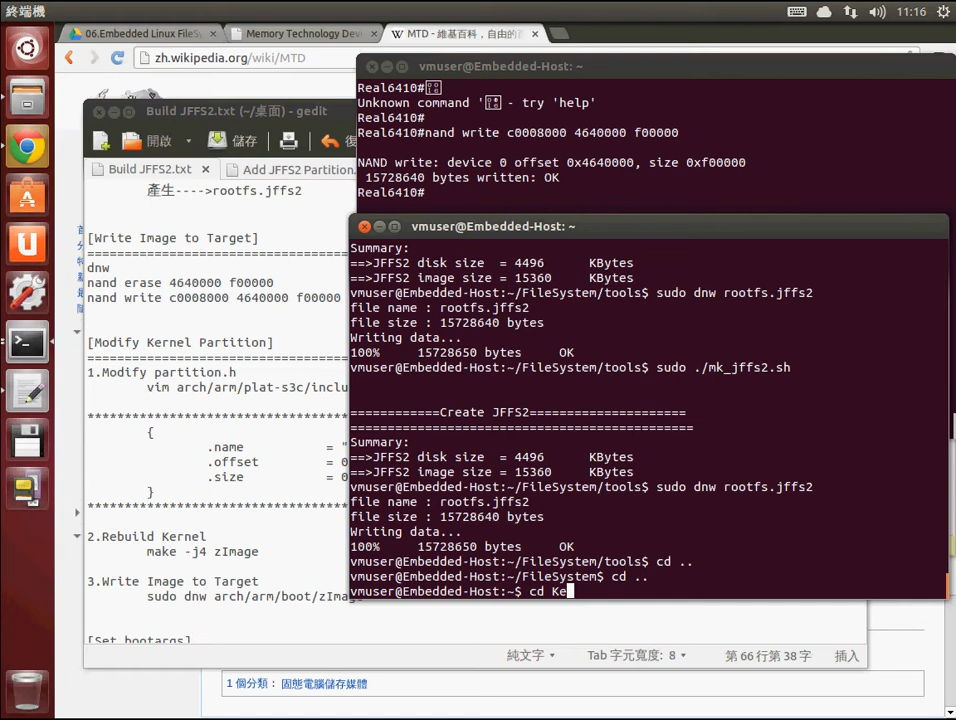 終端機
11:16
06.Embedded Linux FileSy
Memory Technology Devi
MTD - 維基百科，自由的百
zh.wikipedia.org/wiki/MTD
vmuser@Embedded-Host: ~
Real6410#
Unknown command '' - try 'help'
Real6410#
Real6410#nand write c0008000 4640000 f00000
NAND write: device 0 offset 0x4640000, size 0xf00000
15728640 bytes written: OK
Real6410#
Build JFFS2.txt (~/桌面) - gedit
開啟
儲存
復
Build JFFS2.txt
Add JFFS2 Partition.
產生---->rootfs.jffs2
[Write Image to Target]
===================================
dnw
nand erase 4640000 f00000
nand write c0008000 4640000 f00000
[Modify Kernel Partition]
===================================
1.Modify partition.h
vim arch/arm/plat-s3c/inclu
***********************************
{
.name = "
.offset = 0
.size = 0
}
***********************************
2.Rebuild Kernel
make -j4 zImage
3.Write Image to Target
sudo dnw arch/arm/boot/zImage
[Set bootargs]
純文字
Tab 字元寬度: 8
第 66 行第 38 字
插入
vmuser@Embedded-Host: ~
Summary:
==>JFFS2 disk size = 4496 KBytes
==>JFFS2 image size = 15360 KBytes
vmuser@Embedded-Host:~/FileSystem/tools$ sudo dnw rootfs.jffs2
file name : rootfs.jffs2
file size : 15728640 bytes
Writing data...
100% 15728650 bytes OK
vmuser@Embedded-Host:~/FileSystem/tools$ sudo ./mk_jffs2.sh
============Create JFFS2=====================
==============================================
Summary:
==>JFFS2 disk size = 4496 KBytes
==>JFFS2 image size = 15360 KBytes
vmuser@Embedded-Host:~/FileSystem/tools$ sudo dnw rootfs.jffs2
file name : rootfs.jffs2
file size : 15728640 bytes
Writing data...
100% 15728650 bytes OK
vmuser@Embedded-Host:~/FileSystem/tools$ cd ..
vmuser@Embedded-Host:~/FileSystem$ cd ..
vmuser@Embedded-Host:~$ cd Ke
1 個分類： 固態電腦儲存媒體